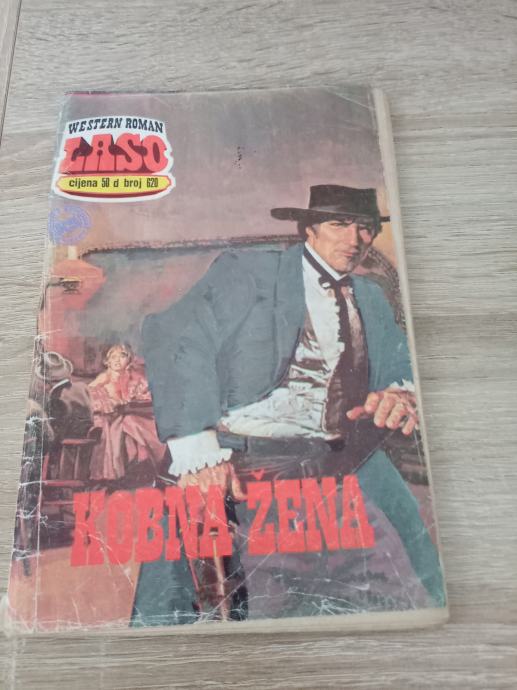 WESTERN ROMAN
LASO
cijena 50 d broj 620
KOBNA ŽENA